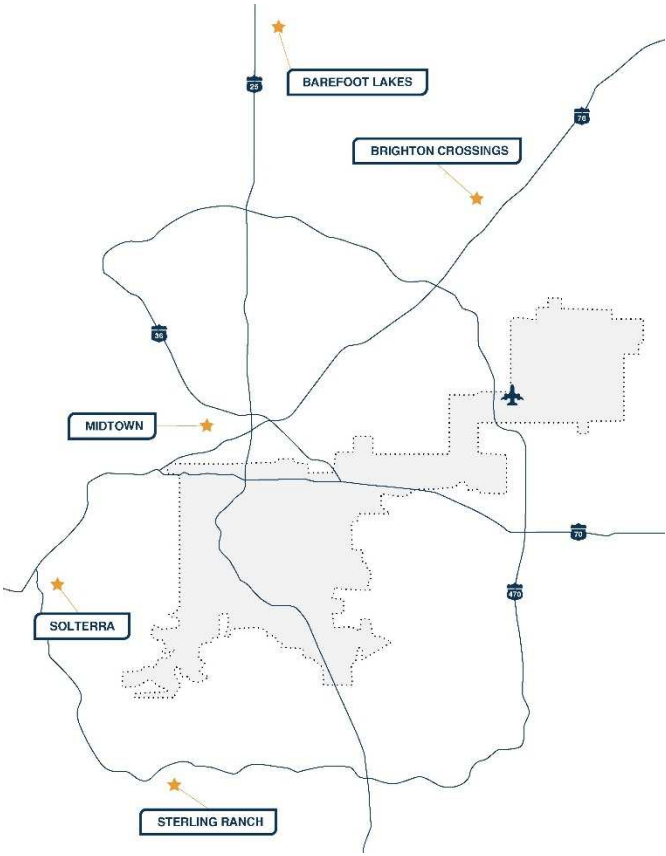 BAREFOOT LAKES
25
76
BRIGHTON CROSSINGS
36
MIDTOWN
70
470
SOLTERRA
STERLING RANCH